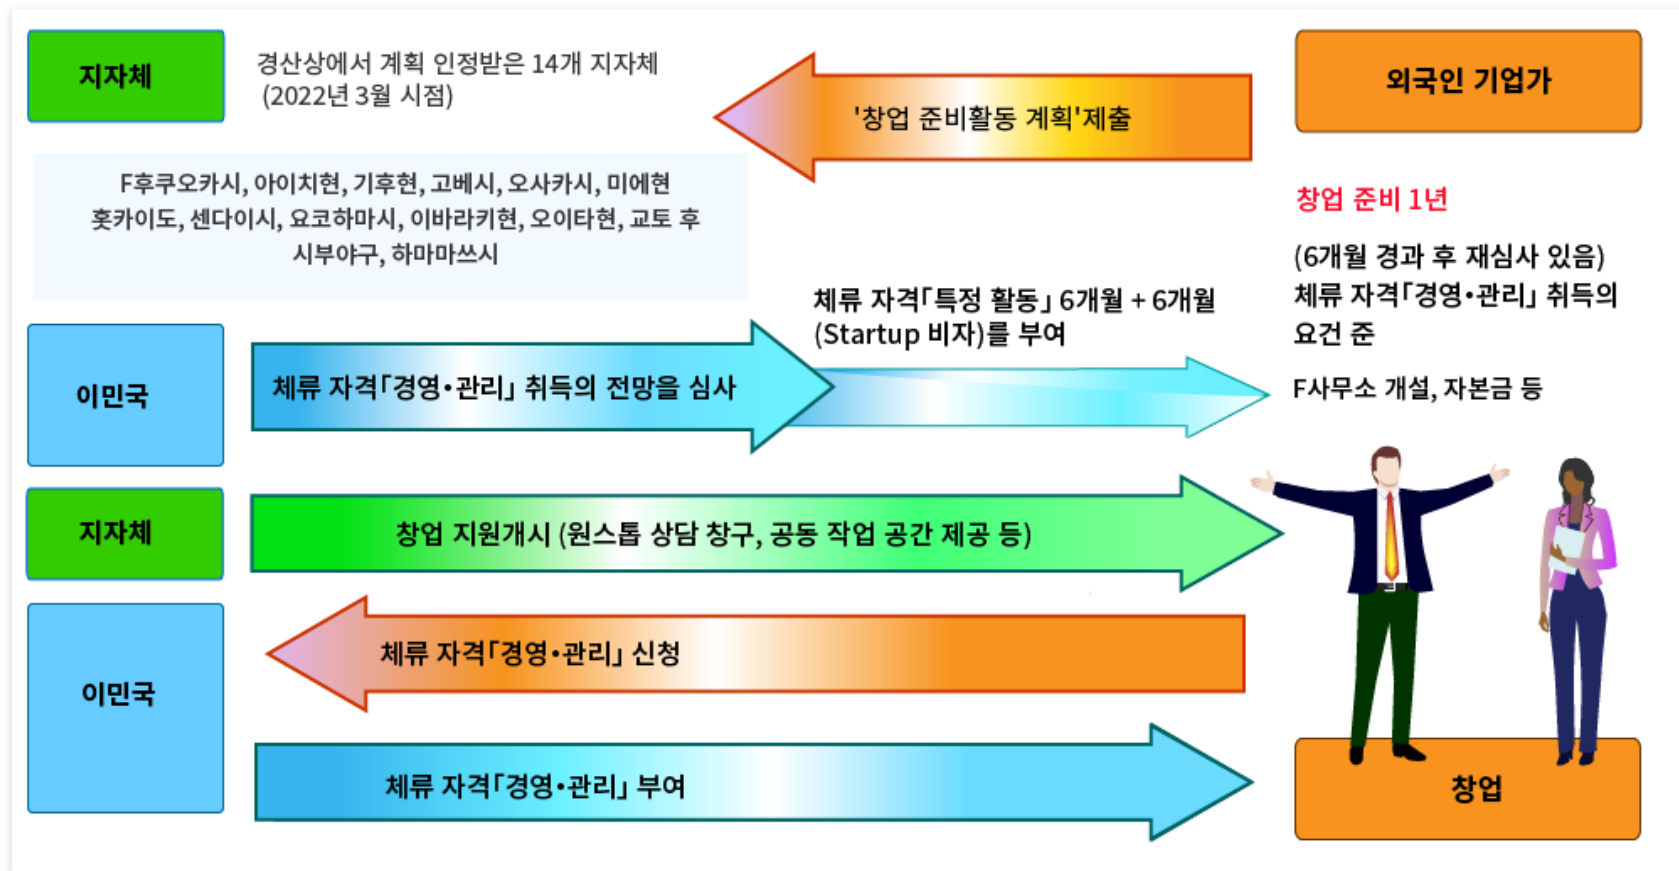 지자체
경산상에서 계획 인정받은 14개 지자체
(2022년 3월 시점)
'창업 준비활동 계획'제출
외국인 기업가
F후쿠오카시, 아이치현, 기후현, 고베시, 오사카시, 미에현
홋카이도, 센다이시, 요코하마시, 이바라키현, 오이타현, 교토 후
시부야구, 하마마쓰시
창업 준비 1년
(6개월 경과 후 재심사 있음)
체류 자격「경영•관리」 취득의
요건 준
F사무소 개설, 자본금 등
이민국
체류 자격「경영•관리」 취득의 전망을 심사
체류 자격「특정 활동」 6개월 + 6개월
(Startup 비자)를 부여
지자체
창업 지원개시 (원스톱 상담 창구, 공동 작업 공간 제공 등)
이민국
체류 자격「경영•관리」 신청
체류 자격「경영•관리」 부여
창업